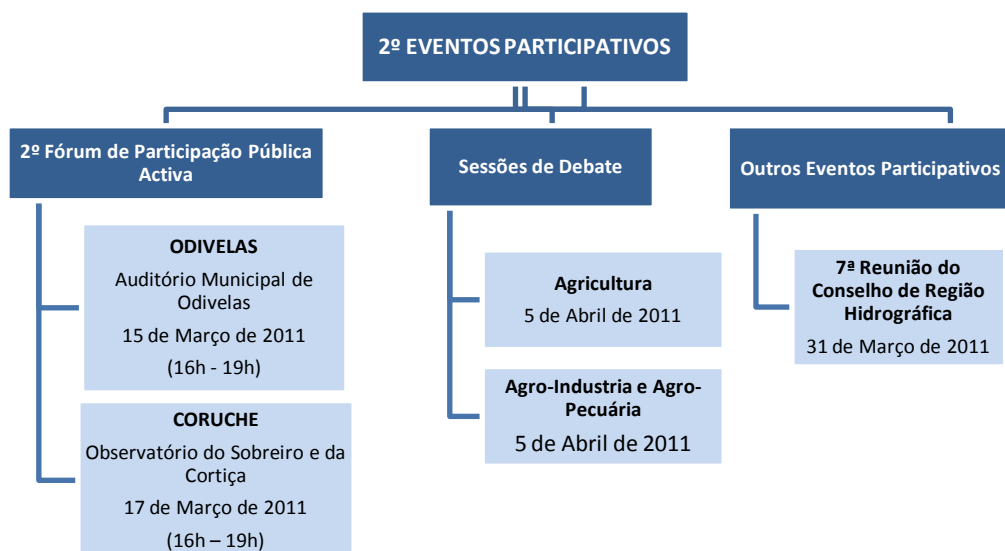 2º EVENTOS PARTICIPATIVOS
2º Fórum de Participação Pública
Activa
ODIVELAS
Auditório Municipal de
Odivelas
15 de Março de 2011
(16h - 19h)
CORUCHE
Observatório do Sobreiro e da
Cortiça
17 de Março de 2011
(16h – 19h)
Sessões de Debate
Agricultura
5 de Abril de 2011
Agro-Industria e Agro-
Pecuária
5 de Abril de 2011
Outros Eventos Participativos
7ª Reunião do
Conselho de Região
Hidrográfica
31 de Março de 2011